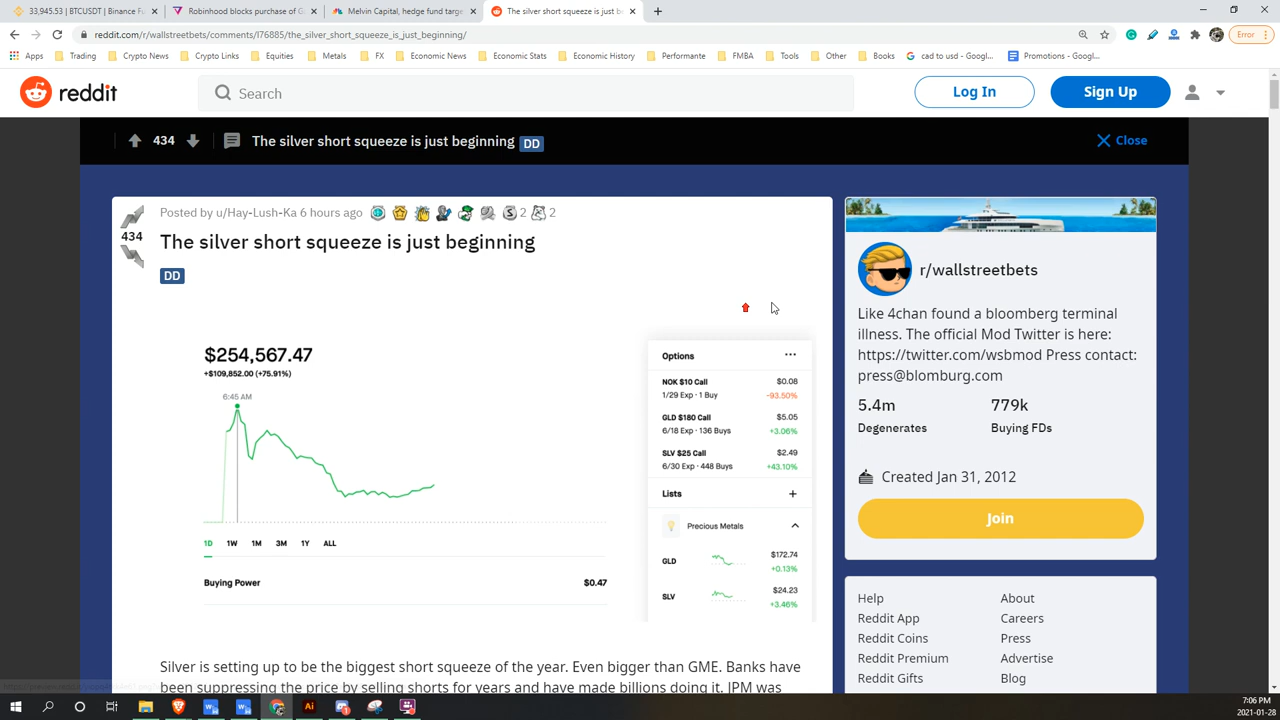 33,945.53 | BTCUSDT | Binance Fu
Robinhood blocks purchase of G
Melvin Capital, hedge fund targe
The silver short squeeze is just b
reddit.com/r/wallstreetbets/comments/l76885/the_silver_short_squeeze_is_just_beginning/
Error
Apps
Trading
Crypto News
Crypto Links
Equities
Metals
FX
Economic News
Economic Stats
Economic History
Performante
FMBA
Tools
Other
Books
cad to usd - Googl...
Promotions - Googl...
reddit
Search
Log In
Sign Up
434
The silver short squeeze is just beginning DD
Close
Posted by u/Hay-Lush-Ka 6 hours ago
2
2
434
The silver short squeeze is just beginning
DD
$254,567.47
+$109,852.00 (+75.91%)
6:45 AM
1D 1W 1M 3M 1Y ALL
Buying Power $0.47
Options
NOK $10 Call $0.08
1/29 Exp · 1 Buy -93.50%
GLD $180 Call $5.05
6/18 Exp · 136 Buys +3.06%
SLV $25 Call $2.49
6/30 Exp · 448 Buys +43.10%
Lists
Precious Metals
GLD $172.74
+0.13%
SLV $24.23
+3.46%
Silver is setting up to be the biggest short squeeze of the year. Even bigger than GME. Banks have
been suppressing the price by selling shorts for years and have made billions doing it. JPM was
r/wallstreetbets
Like 4chan found a bloomberg terminal
illness. The official Mod Twitter is here:
https://twitter.com/wsbmod Press contact:
press@blomburg.com
5.4m 779k
Degenerates Buying FDs
Created Jan 31, 2012
Join
Help About
Reddit App Careers
Reddit Coins Press
Reddit Premium Advertise
Reddit Gifts Blog
7:06 PM
2021-01-28